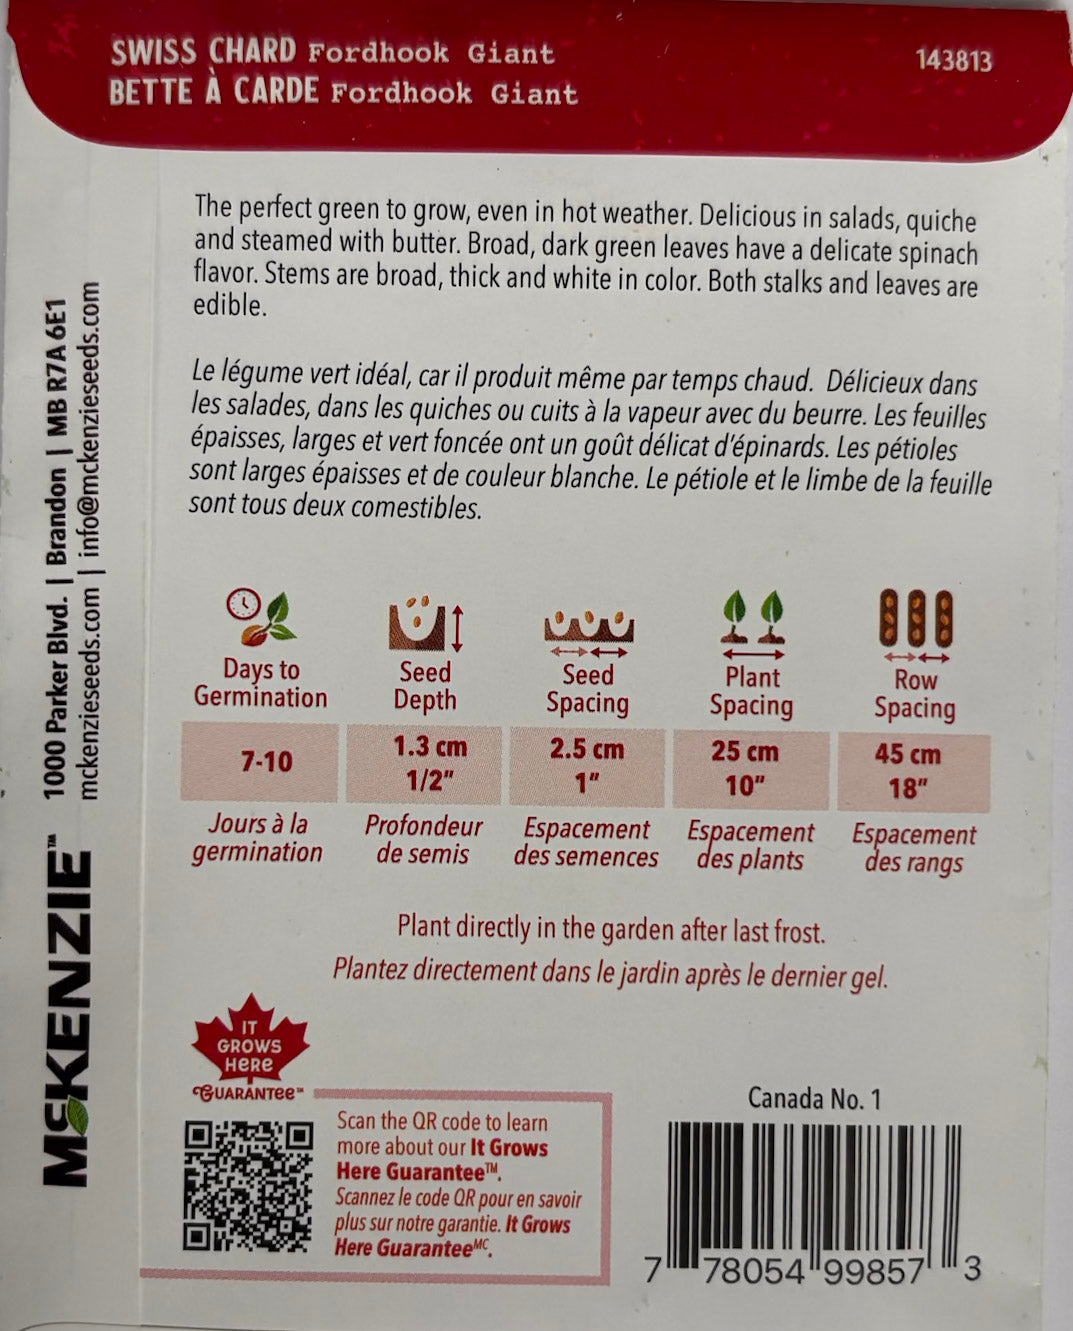 SWISS CHARD Fordhook Giant
143813
BETTE À CARDE Fordhook Giant
The perfect green to grow, even in hot weather. Delicious in salads, quiche
and steamed with butter. Broad, dark green leaves have a delicate spinach
flavor. Stems are broad, thick and white in color. Both stalks and leaves are
edible.
Le légume vert idéal, car il produit même par temps chaud. Délicieux dans
les salades, dans les quiches ou cuits à la vapeur avec du beurre. Les feuilles
épaisses, larges et vert foncée ont un goût délicat d'épinards. Les pétioles
sont larges épaisses et de couleur blanche. Le pétiole et le limbe de la feuille
sont tous deux comestibles.
Days to
Germination
7-10
Jours à la
germination
Seed
Depth
1.3 cm
1/2"
Profondeur
de semis
Seed
Spacing
2.5 cm
1"
Espacement
des semences
Plant
Spacing
25 cm
10"
Espacement
des plants
Row
Spacing
45 cm
18"
Espacement
des rangs
Plant directly in the garden after last frost.
Plantez directement dans le jardin après le dernier gel.
IT
GROWS
HERE
GUARANTEE™
Scan the QR code to learn
more about our It Grows
Here Guarantee™.
Scannez le code QR pour en savoir
plus sur notre garantie. It Grows
Here Guarantee<sup>MC</sup>.
Canada No. 1
7 78054 99857 3
McKENZIE™
1000 Parker Blvd. | Brandon | MB R7A 6E1
mckenzieseeds.com | info@mckenzieseeds.com